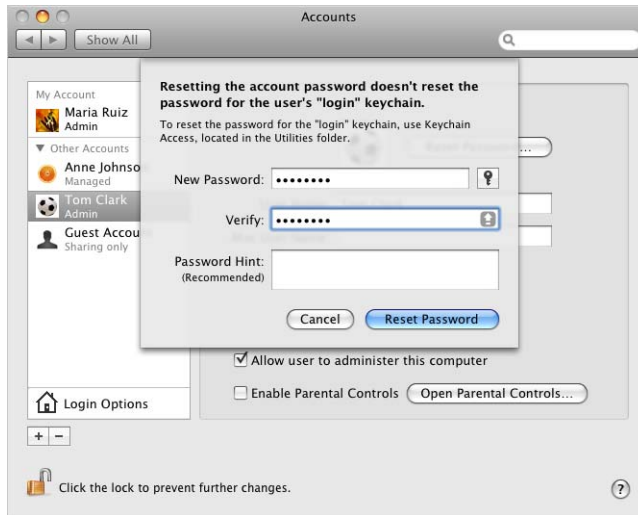 Accounts
Show All
My Account
Maria Ruiz
Admin
Other Accounts
Anne Johnso
Managed
Tom Clark
Admin
Guest Accou
Sharing only
Login Options
Resetting the account password doesn't reset the
password for the user's "login" keychain.
To reset the password for the "login" keychain, use Keychain
Access, located in the Utilities folder.
New Password: ••••••••
Verify: ••••••••
Password Hint:
(Recommended)
Cancel
Reset Password
Allow user to administer this computer
Enable Parental Controls
Open Parental Controls...
+ −
Click the lock to prevent further changes.
?